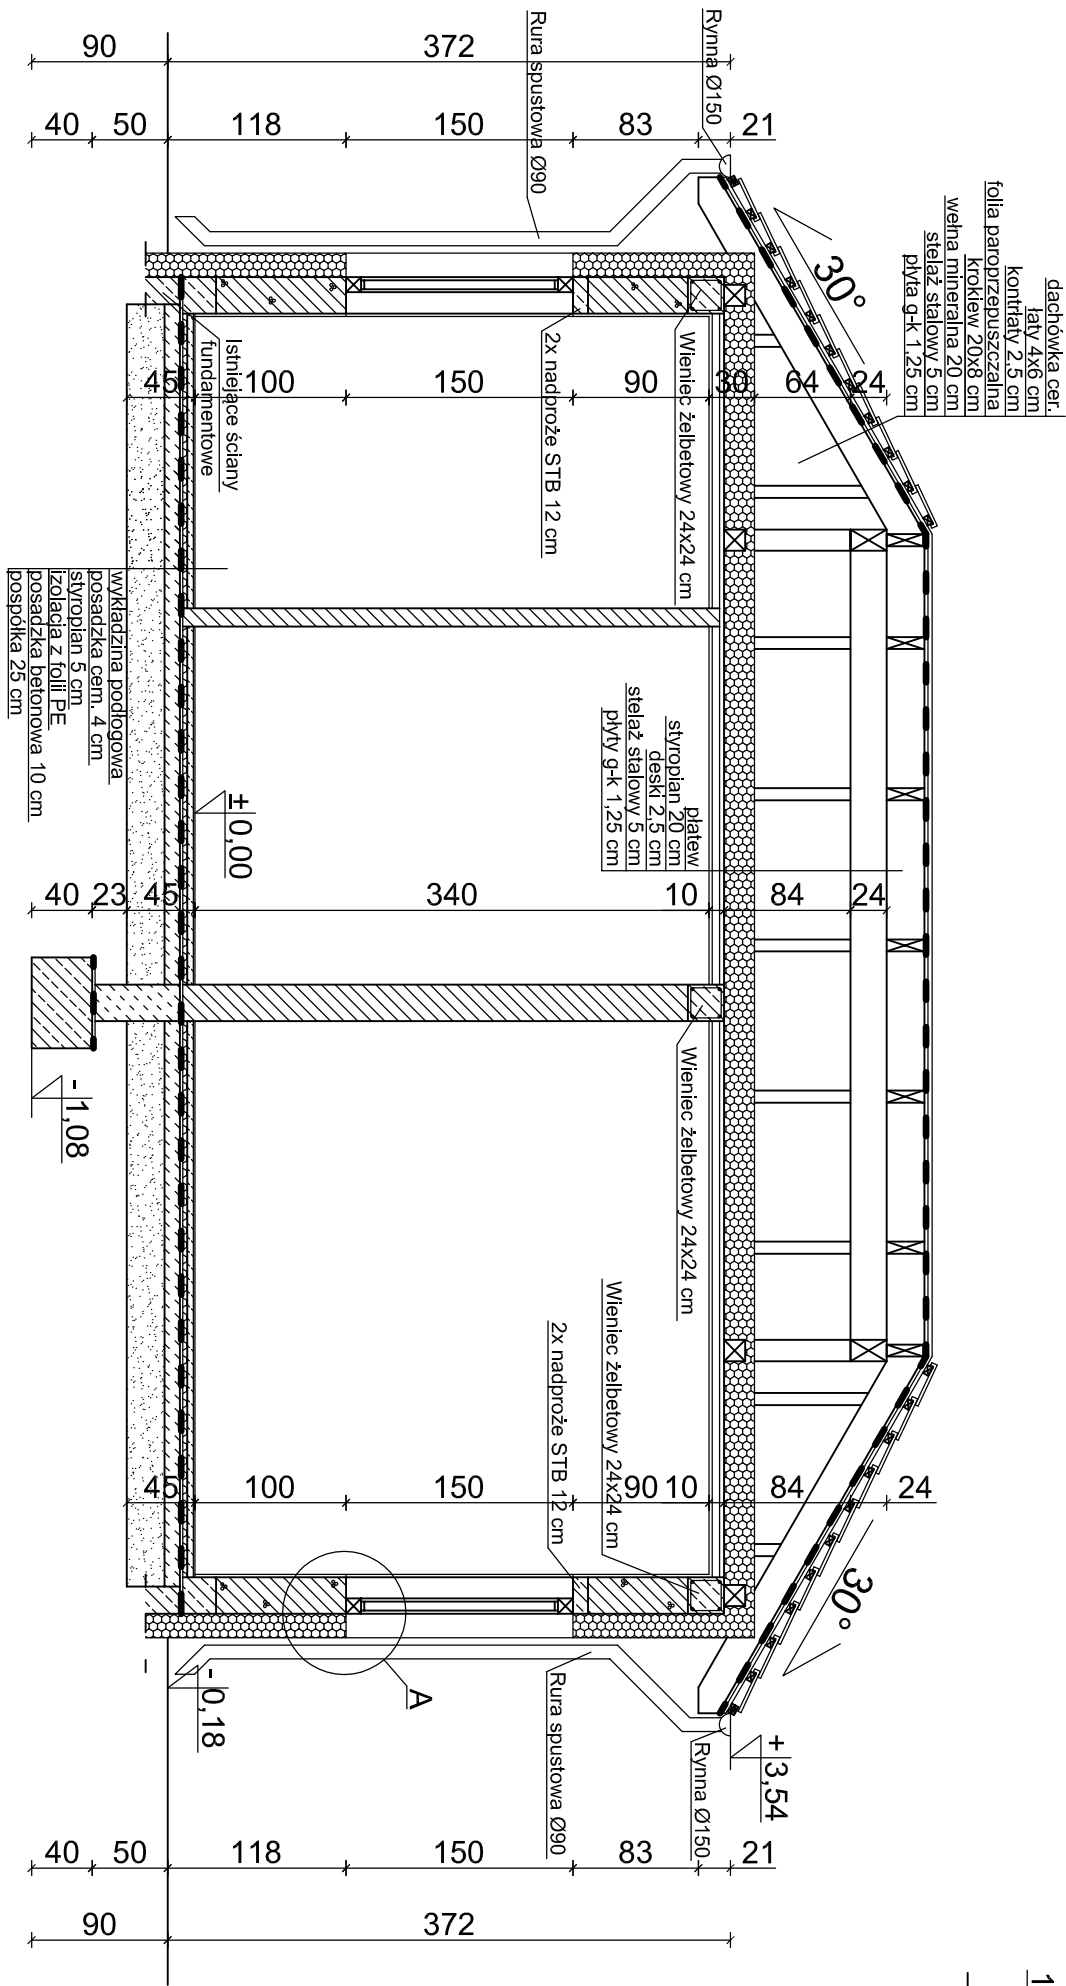 dachówka cer.
łaty 4x6 cm
kontrłaty 2,5 cm
folia paroprzepuszczalna
krokiew 20x8 cm
wełna mineralna 20 cm
stelaż stalowy 5 cm
płyta g-k 1,25 cm
Rynna Ø150
Rura spustowa Ø90
90
372
40
50
118
150
83
21
30°
Wieniec żelbetowy 24x24 cm
2x nadproże STB 12 cm
Istniejące ściany
fundamentowe
45
100
150
90
30
64
24
płatew
styropian 20 cm
deski 2,5 cm
stelaż stalowy 5 cm
płyty g-k 1,25 cm
wykładzina podłogowa
posadzka cem. 4 cm
styropian 5 cm
izolacja z folii PE
posadzka betonowa 10 cm
pospółka 25 cm
±0,00
40
23
45
340
10
84
24
- 1,08
Wieniec żelbetowy 24x24 cm
Wieniec żelbetowy 24x24 cm
2x nadproże STB 12 cm
45
100
150
90
10
84
24
30°
A
- 0,18
+3,54
Rura spustowa Ø90
Rynna Ø150
40
50
118
150
83
21
90
372
1